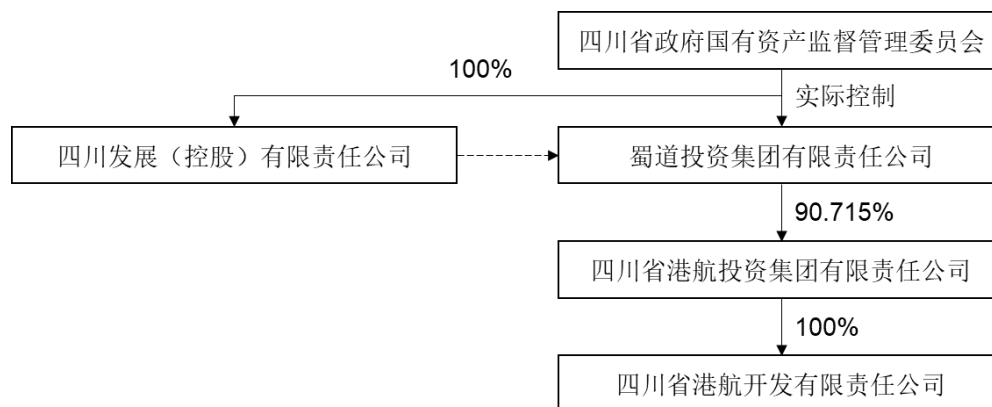 四川省政府国有资产监督管理委员会
100%
实际控制
四川发展（控股）有限责任公司
蜀道投资集团有限责任公司
90.715%
四川省港航投资集团有限责任公司
100%
四川省港航开发有限责任公司